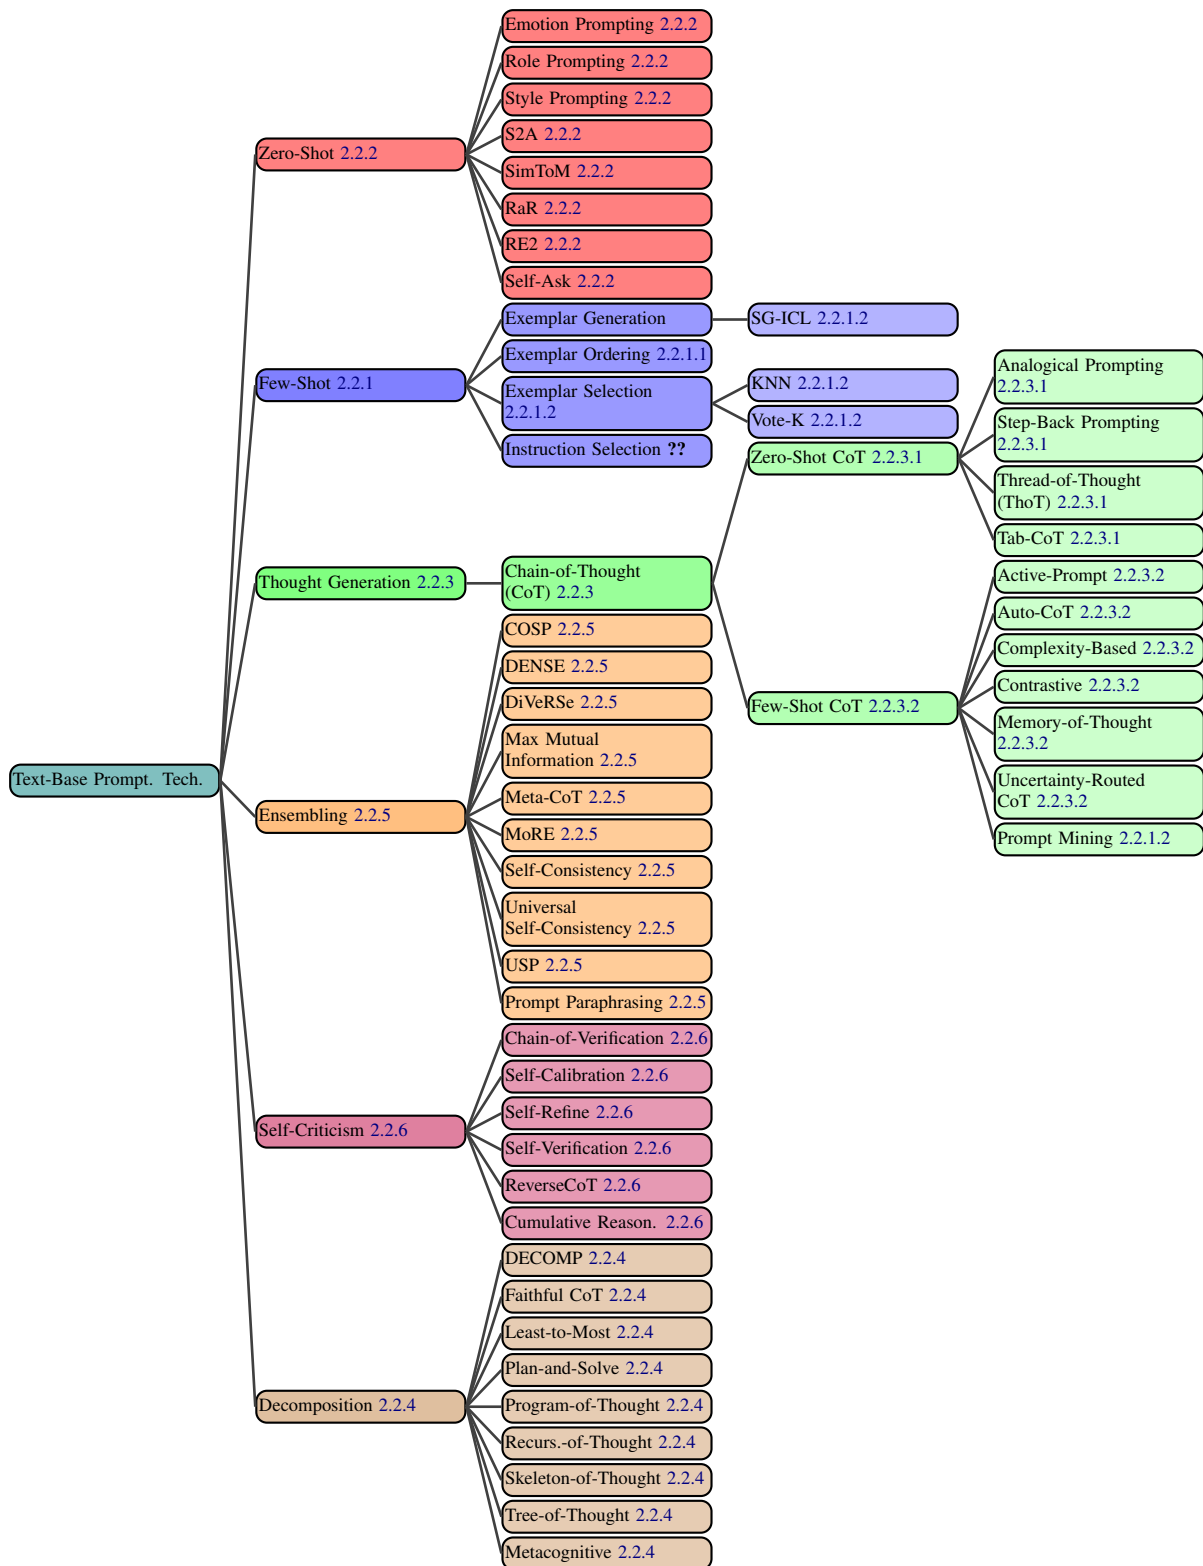 Text-Base Prompt. Tech.
Zero-Shot 2.2.2
Emotion Prompting 2.2.2
Role Prompting 2.2.2
Style Prompting 2.2.2
S2A 2.2.2
SimToM 2.2.2
RaR 2.2.2
RE2 2.2.2
Self-Ask 2.2.2
Few-Shot 2.2.1
Exemplar Generation
SG-ICL 2.2.1.2
Exemplar Ordering 2.2.1.1
Exemplar Selection
2.2.1.2
KNN 2.2.1.2
Vote-K 2.2.1.2
Instruction Selection ??
Thought Generation 2.2.3
Chain-of-Thought
(CoT) 2.2.3
Zero-Shot CoT 2.2.3.1
Analogical Prompting
2.2.3.1
Step-Back Prompting
2.2.3.1
Thread-of-Thought
(ThoT) 2.2.3.1
Tab-CoT 2.2.3.1
Few-Shot CoT 2.2.3.2
Active-Prompt 2.2.3.2
Auto-CoT 2.2.3.2
Complexity-Based 2.2.3.2
Contrastive 2.2.3.2
Memory-of-Thought
2.2.3.2
Uncertainty-Routed
CoT 2.2.3.2
Prompt Mining 2.2.1.2
Ensembling 2.2.5
COSP 2.2.5
DENSE 2.2.5
DiVeRSe 2.2.5
Max Mutual
Information 2.2.5
Meta-CoT 2.2.5
MoRE 2.2.5
Self-Consistency 2.2.5
Universal
Self-Consistency 2.2.5
USP 2.2.5
Prompt Paraphrasing 2.2.5
Self-Criticism 2.2.6
Chain-of-Verification 2.2.6
Self-Calibration 2.2.6
Self-Refine 2.2.6
Self-Verification 2.2.6
ReverseCoT 2.2.6
Cumulative Reason. 2.2.6
Decomposition 2.2.4
DECOMP 2.2.4
Faithful CoT 2.2.4
Least-to-Most 2.2.4
Plan-and-Solve 2.2.4
Program-of-Thought 2.2.4
Recurs.-of-Thought 2.2.4
Skeleton-of-Thought 2.2.4
Tree-of-Thought 2.2.4
Metacognitive 2.2.4